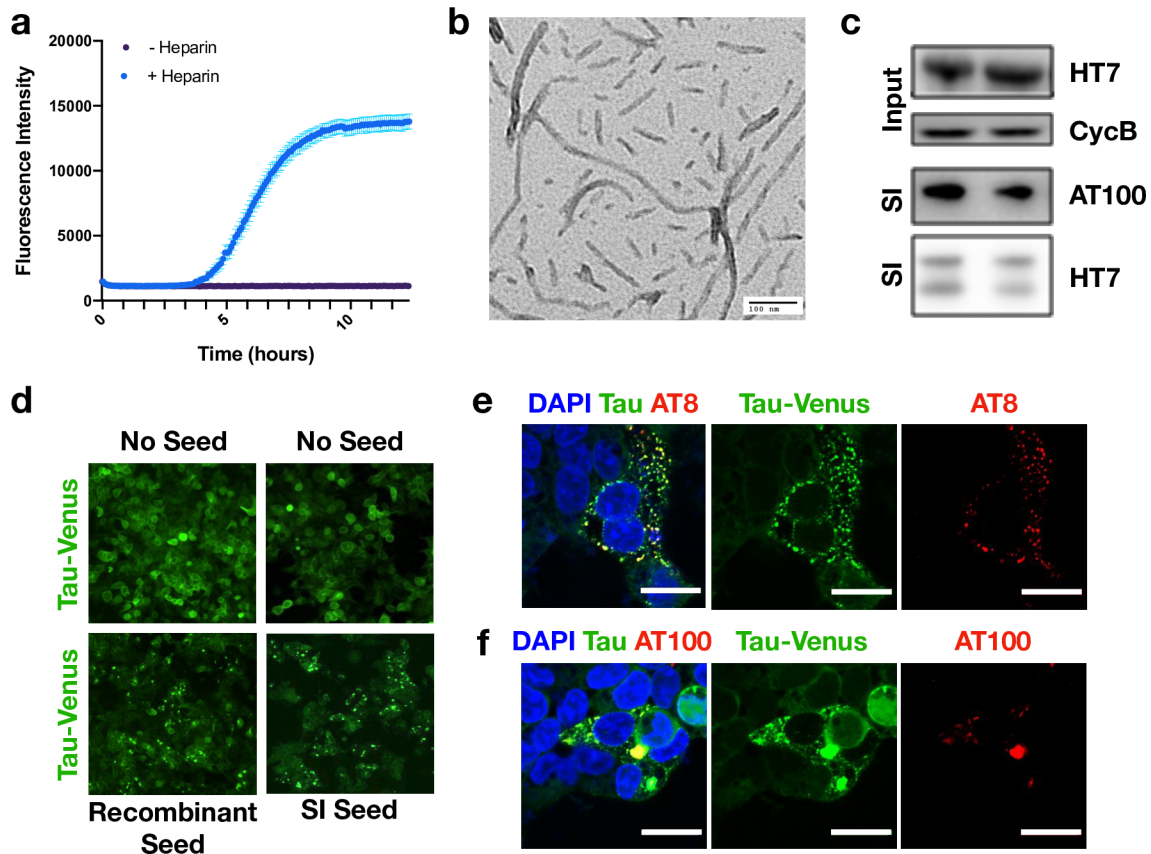 a
20000
- Heparin
+ Heparin
15000
10000
5000
0
Fluorescence Intensity
0
5
10
Time (hours)
b
100 nm
c
Input
HT7
CycB
SI
AT100
SI
HT7
d
No Seed
No Seed
Tau-Venus
Tau-Venus
Recombinant
Seed
SI Seed
e
DAPI Tau AT8
Tau-Venus
AT8
f
DAPI Tau AT100
Tau-Venus
AT100